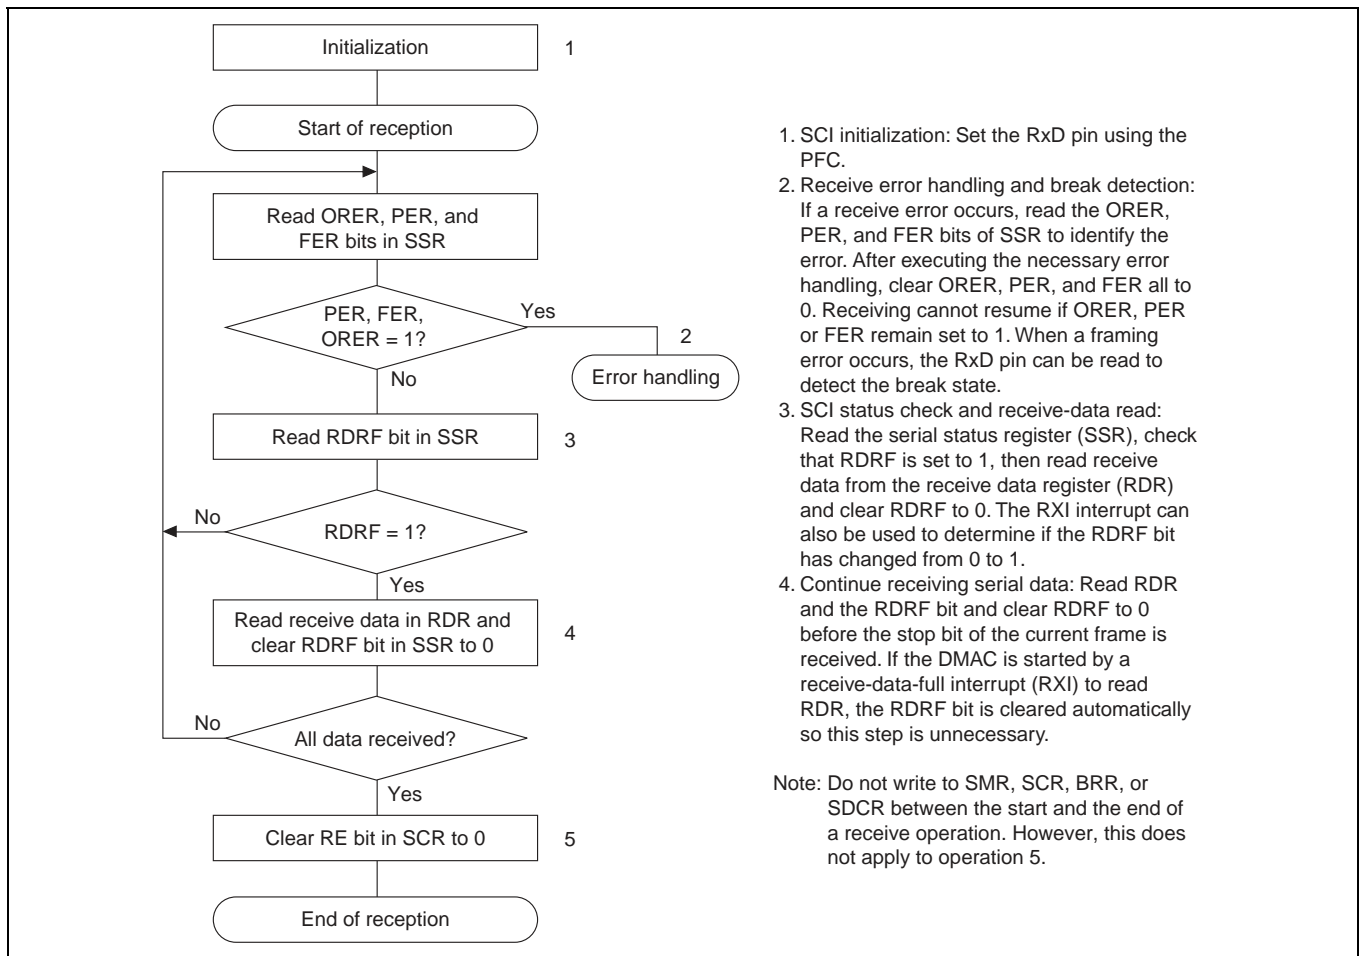 Initialization
1
Start of reception
Read ORER, PER, and
FER bits in SSR
PER, FER,
ORER = 1?
Yes
2
Error handling
No
Read RDRF bit in SSR
3
No
RDRF = 1?
Yes
Read receive data in RDR and
clear RDRF bit in SSR to 0
4
No
All data received?
Yes
Clear RE bit in SCR to 0
5
End of reception
1. SCI initialization: Set the RxD pin using the
PFC.
2. Receive error handling and break detection:
If a receive error occurs, read the ORER,
PER, and FER bits of SSR to identify the
error. After executing the necessary error
handling, clear ORER, PER, and FER all to
0. Receiving cannot resume if ORER, PER
or FER remain set to 1. When a framing
error occurs, the RxD pin can be read to
detect the break state.
3. SCI status check and receive-data read:
Read the serial status register (SSR), check
that RDRF is set to 1, then read receive
data from the receive data register (RDR)
and clear RDRF to 0. The RXI interrupt can
also be used to determine if the RDRF bit
has changed from 0 to 1.
4. Continue receiving serial data: Read RDR
and the RDRF bit and clear RDRF to 0
before the stop bit of the current frame is
received. If the DMAC is started by a
receive-data-full interrupt (RXI) to read
RDR, the RDRF bit is cleared automatically
so this step is unnecessary.
Note: Do not write to SMR, SCR, BRR, or
SDCR between the start and the end of
a receive operation. However, this does
not apply to operation 5.